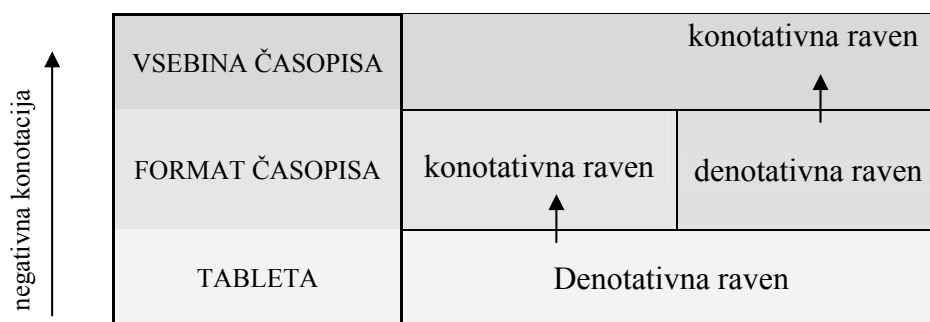 negativna konotacija
konotativna raven
VSEBINA ČASOPISA
FORMAT ČASOPISA
konotativna raven
denotativna raven
TABLETA
Denotativna raven